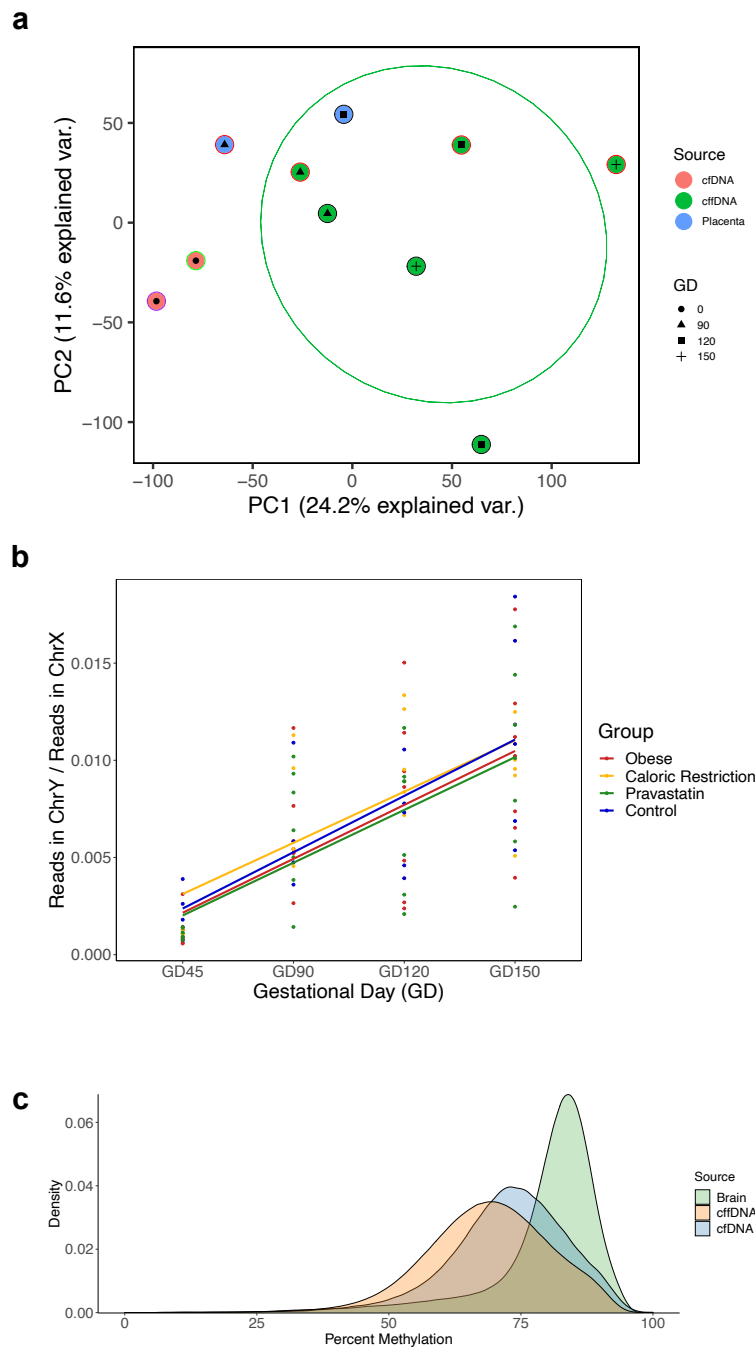 a
PC2 (11.6% explained var.)
50
0
−50
−100
−100
−50
0
50
100
PC1 (24.2% explained var.)
Source
cfDNA
cffDNA
Placenta
GD
0
90
120
150
b
Reads in ChrY / Reads in ChrX
0.015
0.010
0.005
0.000
GD45
GD90
GD120
GD150
Gestational Day (GD)
Group
Obese
Caloric Restriction
Pravastatin
Control
c
Density
0.06
0.04
0.02
0.00
0
25
50
75
100
Percent Methylation
Source
Brain
cffDNA
cfDNA